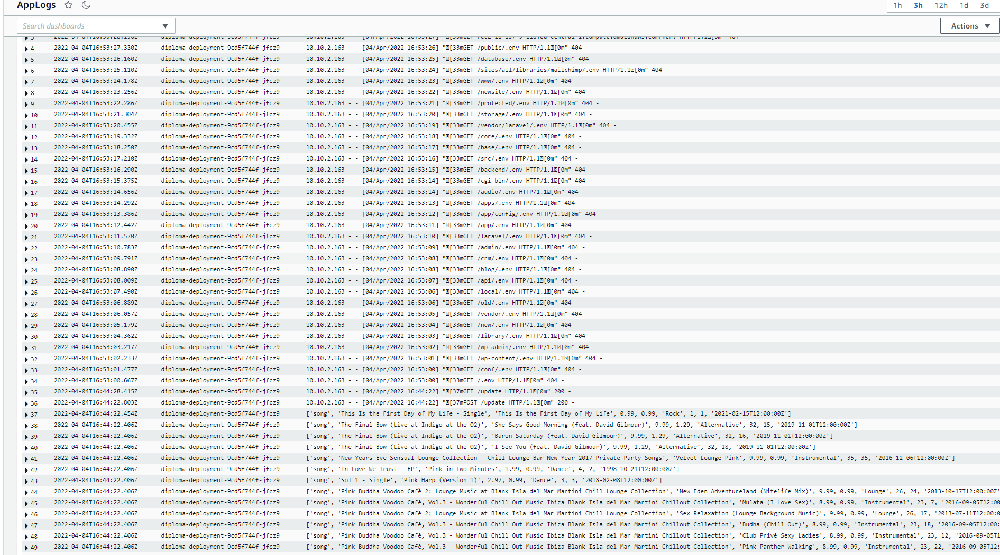 AppLogs
1h 3h 12h 1d 3d
Search dashboards
Actions
3 diploma-deployment-9cd5f744f-jfcz9
4 2022-04-04T16:53:27.330Z diploma-deployment-9cd5f744f-jfcz9 10.10.2.163 - - [04/Apr/2022 16:53:26] "[33mGET /public/.env HTTP/1.1[0m" 404 -
5 2022-04-04T16:53:26.160Z diploma-deployment-9cd5f744f-jfcz9 10.10.2.163 - - [04/Apr/2022 16:53:25] "[33mGET /database/.env HTTP/1.1[0m" 404 -
6 2022-04-04T16:53:25.110Z diploma-deployment-9cd5f744f-jfcz9 10.10.2.163 - - [04/Apr/2022 16:53:24] "[33mGET /sites/all/libraries/mailchimp/.env HTTP/1.1[0m" 404 -
7 2022-04-04T16:53:24.178Z diploma-deployment-9cd5f744f-jfcz9 10.10.2.163 - - [04/Apr/2022 16:53:23] "[33mGET /www/.env HTTP/1.1[0m" 404 -
8 2022-04-04T16:53:23.256Z diploma-deployment-9cd5f744f-jfcz9 10.10.2.163 - - [04/Apr/2022 16:53:22] "[33mGET /newsite/.env HTTP/1.1[0m" 404 -
9 2022-04-04T16:53:22.286Z diploma-deployment-9cd5f744f-jfcz9 10.10.2.163 - - [04/Apr/2022 16:53:21] "[33mGET /protected/.env HTTP/1.1[0m" 404 -
10 2022-04-04T16:53:21.304Z diploma-deployment-9cd5f744f-jfcz9 10.10.2.163 - - [04/Apr/2022 16:53:20] "[33mGET /storage/.env HTTP/1.1[0m" 404 -
11 2022-04-04T16:53:20.455Z diploma-deployment-9cd5f744f-jfcz9 10.10.2.163 - - [04/Apr/2022 16:53:19] "[33mGET /vendor/laravel/.env HTTP/1.1[0m" 404 -
12 2022-04-04T16:53:19.332Z diploma-deployment-9cd5f744f-jfcz9 10.10.2.163 - - [04/Apr/2022 16:53:18] "[33mGET /core/.env HTTP/1.1[0m" 404 -
13 2022-04-04T16:53:18.250Z diploma-deployment-9cd5f744f-jfcz9 10.10.2.163 - - [04/Apr/2022 16:53:17] "[33mGET /base/.env HTTP/1.1[0m" 404 -
14 2022-04-04T16:53:17.210Z diploma-deployment-9cd5f744f-jfcz9 10.10.2.163 - - [04/Apr/2022 16:53:16] "[33mGET /src/.env HTTP/1.1[0m" 404 -
15 2022-04-04T16:53:16.290Z diploma-deployment-9cd5f744f-jfcz9 10.10.2.163 - - [04/Apr/2022 16:53:15] "[33mGET /backend/.env HTTP/1.1[0m" 404 -
16 2022-04-04T16:53:15.375Z diploma-deployment-9cd5f744f-jfcz9 10.10.2.163 - - [04/Apr/2022 16:53:14] "[33mGET /cgi-bin/.env HTTP/1.1[0m" 404 -
17 2022-04-04T16:53:14.656Z diploma-deployment-9cd5f744f-jfcz9 10.10.2.163 - - [04/Apr/2022 16:53:14] "[33mGET /audio/.env HTTP/1.1[0m" 404 -
18 2022-04-04T16:53:14.292Z diploma-deployment-9cd5f744f-jfcz9 10.10.2.163 - - [04/Apr/2022 16:53:13] "[33mGET /apps/.env HTTP/1.1[0m" 404 -
19 2022-04-04T16:53:13.386Z diploma-deployment-9cd5f744f-jfcz9 10.10.2.163 - - [04/Apr/2022 16:53:12] "[33mGET /app/config/.env HTTP/1.1[0m" 404 -
20 2022-04-04T16:53:12.442Z diploma-deployment-9cd5f744f-jfcz9 10.10.2.163 - - [04/Apr/2022 16:53:11] "[33mGET /app/.env HTTP/1.1[0m" 404 -
21 2022-04-04T16:53:11.570Z diploma-deployment-9cd5f744f-jfcz9 10.10.2.163 - - [04/Apr/2022 16:53:10] "[33mGET /laravel/.env HTTP/1.1[0m" 404 -
22 2022-04-04T16:53:10.783Z diploma-deployment-9cd5f744f-jfcz9 10.10.2.163 - - [04/Apr/2022 16:53:09] "[33mGET /admin/.env HTTP/1.1[0m" 404 -
23 2022-04-04T16:53:09.791Z diploma-deployment-9cd5f744f-jfcz9 10.10.2.163 - - [04/Apr/2022 16:53:08] "[33mGET /crm/.env HTTP/1.1[0m" 404 -
24 2022-04-04T16:53:08.890Z diploma-deployment-9cd5f744f-jfcz9 10.10.2.163 - - [04/Apr/2022 16:53:08] "[33mGET /blog/.env HTTP/1.1[0m" 404 -
25 2022-04-04T16:53:08.009Z diploma-deployment-9cd5f744f-jfcz9 10.10.2.163 - - [04/Apr/2022 16:53:07] "[33mGET /api/.env HTTP/1.1[0m" 404 -
26 2022-04-04T16:53:07.490Z diploma-deployment-9cd5f744f-jfcz9 10.10.2.163 - - [04/Apr/2022 16:53:06] "[33mGET /local/.env HTTP/1.1[0m" 404 -
27 2022-04-04T16:53:06.889Z diploma-deployment-9cd5f744f-jfcz9 10.10.2.163 - - [04/Apr/2022 16:53:06] "[33mGET /old/.env HTTP/1.1[0m" 404 -
28 2022-04-04T16:53:06.057Z diploma-deployment-9cd5f744f-jfcz9 10.10.2.163 - - [04/Apr/2022 16:53:05] "[33mGET /vendor/.env HTTP/1.1[0m" 404 -
29 2022-04-04T16:53:05.179Z diploma-deployment-9cd5f744f-jfcz9 10.10.2.163 - - [04/Apr/2022 16:53:04] "[33mGET /new/.env HTTP/1.1[0m" 404 -
30 2022-04-04T16:53:04.362Z diploma-deployment-9cd5f744f-jfcz9 10.10.2.163 - - [04/Apr/2022 16:53:03] "[33mGET /library/.env HTTP/1.1[0m" 404 -
31 2022-04-04T16:53:03.217Z diploma-deployment-9cd5f744f-jfcz9 10.10.2.163 - - [04/Apr/2022 16:53:02] "[33mGET /wp-admin/.env HTTP/1.1[0m" 404 -
32 2022-04-04T16:53:02.233Z diploma-deployment-9cd5f744f-jfcz9 10.10.2.163 - - [04/Apr/2022 16:53:01] "[33mGET /wp-content/.env HTTP/1.1[0m" 404 -
33 2022-04-04T16:53:01.477Z diploma-deployment-9cd5f744f-jfcz9 10.10.2.163 - - [04/Apr/2022 16:53:00] "[33mGET /conf/.env HTTP/1.1[0m" 404 -
34 2022-04-04T16:53:00.667Z diploma-deployment-9cd5f744f-jfcz9 10.10.2.163 - - [04/Apr/2022 16:53:00] "[33mGET /.env HTTP/1.1[0m" 404 -
35 2022-04-04T16:44:28.415Z diploma-deployment-9cd5f744f-jfcz9 10.10.2.163 - - [04/Apr/2022 16:44:22] "[37mGET /update HTTP/1.1[0m" 200 -
36 2022-04-04T16:44:22.803Z diploma-deployment-9cd5f744f-jfcz9 10.10.2.163 - - [04/Apr/2022 16:44:22] "[37mPOST /update HTTP/1.1[0m" 200 -
37 2022-04-04T16:44:22.454Z diploma-deployment-9cd5f744f-jfcz9 ['song', 'This Is the First Day of My Life - Single', 'This Is the First Day of My Life', 0.99, 0.99, 'Rock', 1, 1, '2021-02-15T12:00:00Z']
38 2022-04-04T16:44:22.406Z diploma-deployment-9cd5f744f-jfcz9 ['song', 'The Final Bow (Live at Indigo at the O2)', 'She Says Good Morning (feat. David Gilmour)', 9.99, 1.29, 'Alternative', 32, 15, '2019-11-01T12:00:00Z']
39 2022-04-04T16:44:22.406Z diploma-deployment-9cd5f744f-jfcz9 ['song', 'The Final Bow (Live at Indigo at the O2)', 'Baron Saturday (feat. David Gilmour)', 9.99, 1.29, 'Alternative', 32, 16, '2019-11-01T12:00:00Z']
40 2022-04-04T16:44:22.406Z diploma-deployment-9cd5f744f-jfcz9 ['song', 'The Final Bow (Live at Indigo at the O2)', 'I See You (feat. David Gilmour)', 9.99, 1.29, 'Alternative', 32, 18, '2019-11-01T12:00:00Z']
41 2022-04-04T16:44:22.406Z diploma-deployment-9cd5f744f-jfcz9 ['song', 'New Years Eve Sensual Lounge Collection – Chill Lounge Bar New Year 2017 Private Party Songs', 'Velvet Lounge Pink', 9.99, 0.99, 'Instrumental', 35, 35, '2016-12-06T12:00:00Z']
42 2022-04-04T16:44:22.406Z diploma-deployment-9cd5f744f-jfcz9 ['song', 'In Love We Trust - EP', 'Pink in Two Minutes', 1.99, 0.99, 'Dance', 4, 2, '1998-10-21T12:00:00Z']
43 2022-04-04T16:44:22.406Z diploma-deployment-9cd5f744f-jfcz9 ['song', 'Sol 1 - Single', 'Pink Harp (Version 1)', 2.97, 0.99, 'Dance', 3, 3, '2018-02-08T12:00:00Z']
44 2022-04-04T16:44:22.406Z diploma-deployment-9cd5f744f-jfcz9 ['song', 'Pink Buddha Voodoo Cafè 2: Lounge Music at Blank Isla del Mar Martini Chill Lounge Collection', 'New Eden Adventureland (Nitelife Mix)', 9.99, 0.99, 'Lounge', 26, 24, '2013-10-17T12:00:00Z'
45 2022-04-04T16:44:22.406Z diploma-deployment-9cd5f744f-jfcz9 ['song', 'Pink Buddha Voodoo Cafè, Vol.3 - Wonderful Chill Out Music Ibiza Blank Isla del Mar Martini Chillout Collection', 'Mulata (I Love Sex)', 8.99, 0.99, 'Instrumental', 23, 7, '2016-09-05T12:00
46 2022-04-04T16:44:22.406Z diploma-deployment-9cd5f744f-jfcz9 ['song', 'Pink Buddha Voodoo Cafè 2: Lounge Music at Blank Isla del Mar Martini Chill Lounge Collection', 'Sex Relaxation (Lounge Background Music)', 9.99, 0.99, 'Lounge', 26, 17, '2013-07-11T12:00:0
47 2022-04-04T16:44:22.406Z diploma-deployment-9cd5f744f-jfcz9 ['song', 'Pink Buddha Voodoo Cafè, Vol.3 - Wonderful Chill Out Music Ibiza Blank Isla del Mar Martini Chillout Collection', 'Budha (Chill Out)', 8.99, 0.99, 'Instrumental', 23, 18, '2016-09-05T12:00:
48 2022-04-04T16:44:22.406Z diploma-deployment-9cd5f744f-jfcz9 ['song', 'Pink Buddha Voodoo Cafè, Vol.3 - Wonderful Chill Out Music Ibiza Blank Isla del Mar Martini Chillout Collection', 'Club Privé Sexy Ladies', 8.99, 0.99, 'Instrumental', 23, 12, '2016-09-05T1
49 2022-04-04T16:44:22.406Z diploma-deployment-9cd5f744f-jfcz9 ['song', 'Pink Buddha Voodoo Cafè, Vol.3 - Wonderful Chill Out Music Ibiza Blank Isla del Mar Martini Chillout Collection', 'Pink Panther Walking', 8.99, 0.99, 'Instrumental', 23, 22, '2016-09-05T12:00: